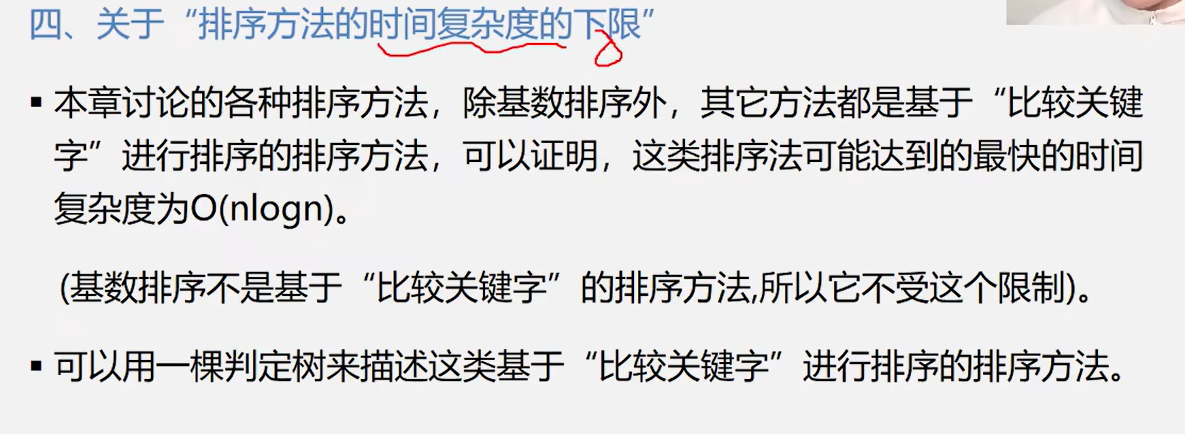 四、关于“排序方法的时间复杂度的下限”
▪ 本章讨论的各种排序方法，除基数排序外，其它方法都是基于“比较关键
字”进行排序的排序方法，可以证明，这类排序法可能达到的最快的时间
复杂度为O(nlogn)。
(基数排序不是基于“比较关键字”的排序方法,所以它不受这个限制)。
▪ 可以用一棵判定树来描述这类基于“比较关键字”进行排序的排序方法。